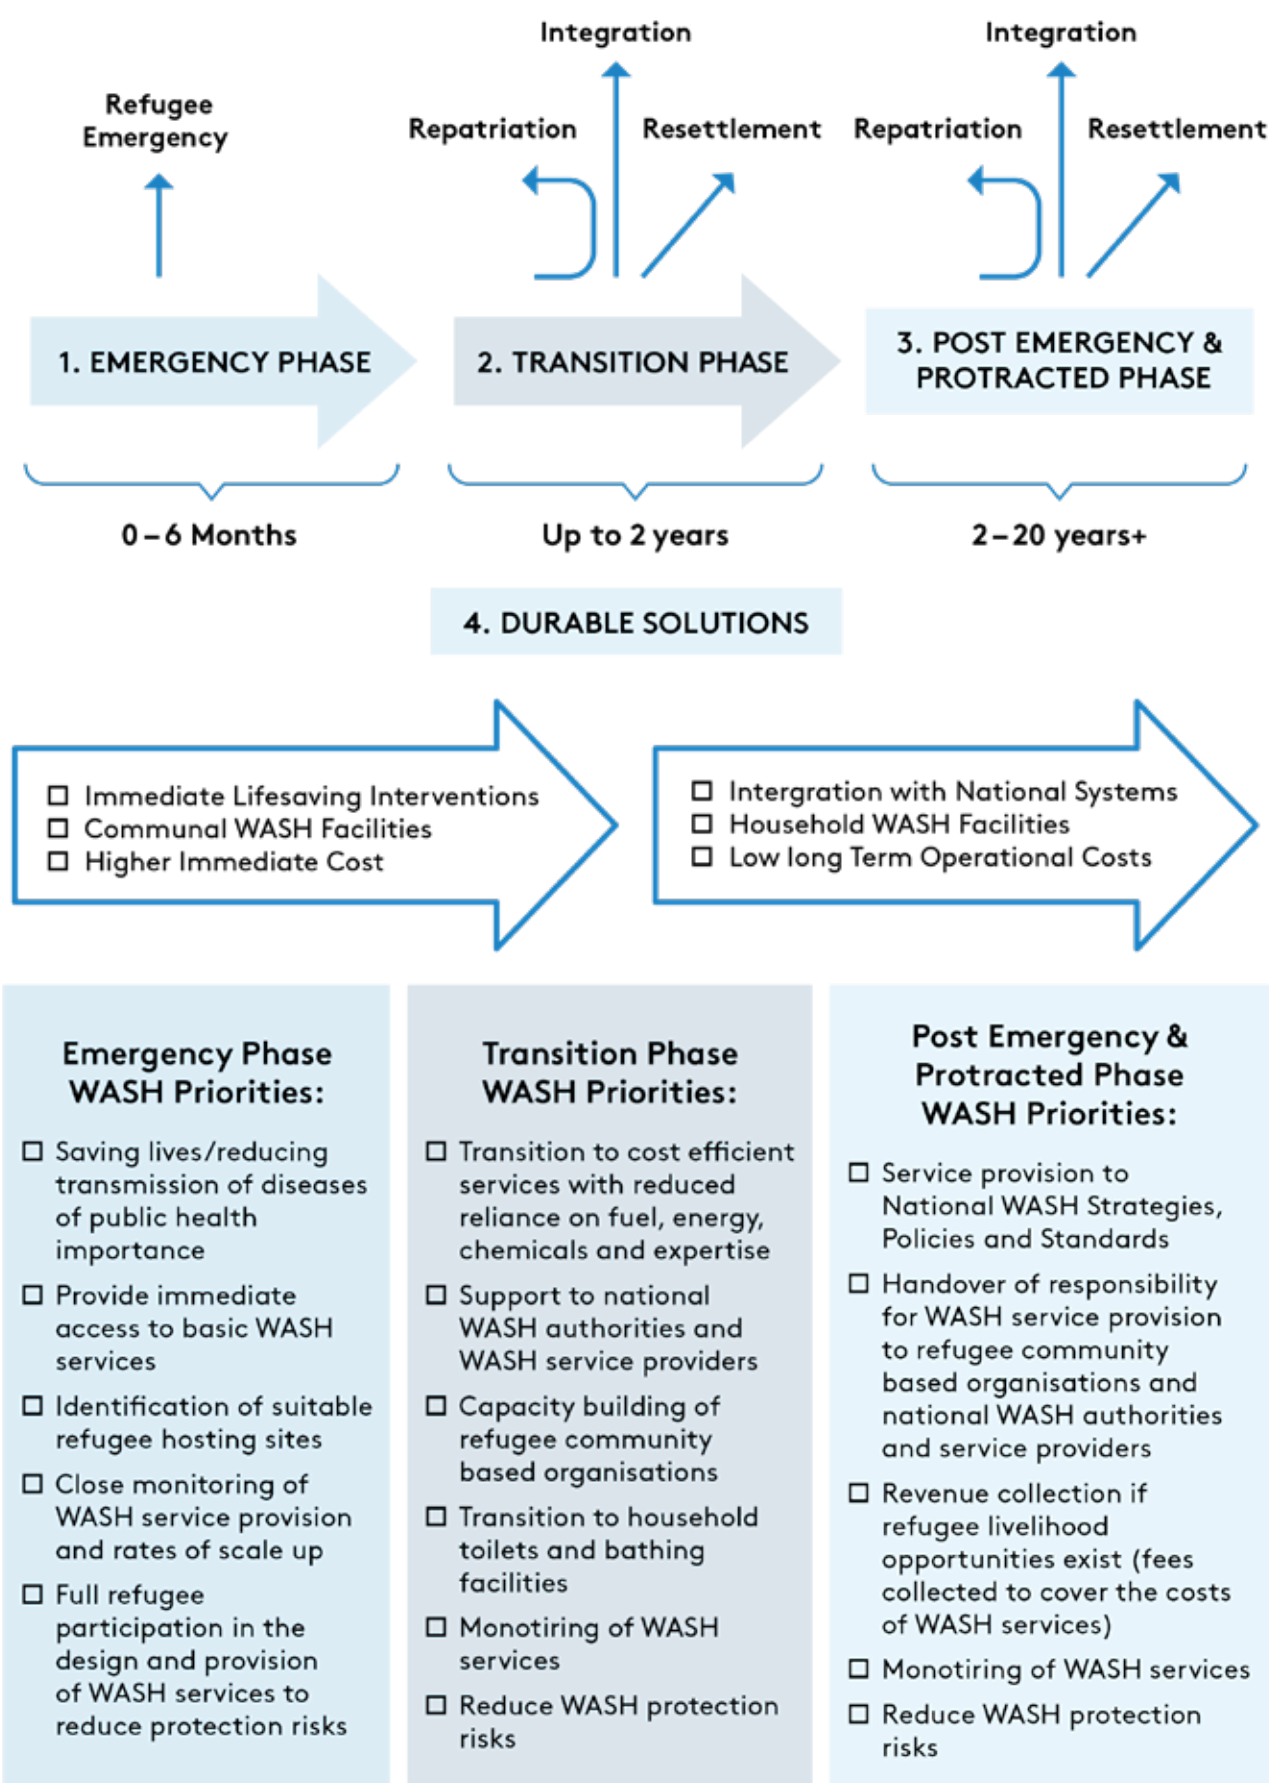 Integration
Integration
Refugee
Emergency
Repatriation
Resettlement
Repatriation
Resettlement
1. EMERGENCY PHASE
2. TRANSITION PHASE
3. POST EMERGENCY &
PROTRACTED PHASE
0 – 6 Months
Up to 2 years
2 – 20 years+
4. DURABLE SOLUTIONS
Immediate Lifesaving Interventions
Communal WASH Facilities
Higher Immediate Cost
Intergration with National Systems
Household WASH Facilities
Low long Term Operational Costs
Emergency Phase
WASH Priorities:
Saving lives/reducing
transmission of diseases
of public health
importance
Provide immediate
access to basic WASH
services
Identification of suitable
refugee hosting sites
Close monitoring of
WASH service provision
and rates of scale up
Full refugee
participation in the
design and provision
of WASH services to
reduce protection risks
Transition Phase
WASH Priorities:
Transition to cost efficient
services with reduced
reliance on fuel, energy,
chemicals and expertise
Support to national
WASH authorities and
WASH service providers
Capacity building of
refugee community
based organisations
Transition to household
toilets and bathing
facilities
Monotiring of WASH
services
Reduce WASH protection
risks
Post Emergency &
Protracted Phase
WASH Priorities:
Service provision to
National WASH Strategies,
Policies and Standards
Handover of responsibility
for WASH service provision
to refugee community
based organisations and
national WASH authorities
and service providers
Revenue collection if
refugee livelihood
opportunities exist (fees
collected to cover the costs
of WASH services)
Monotiring of WASH services
Reduce WASH protection
risks